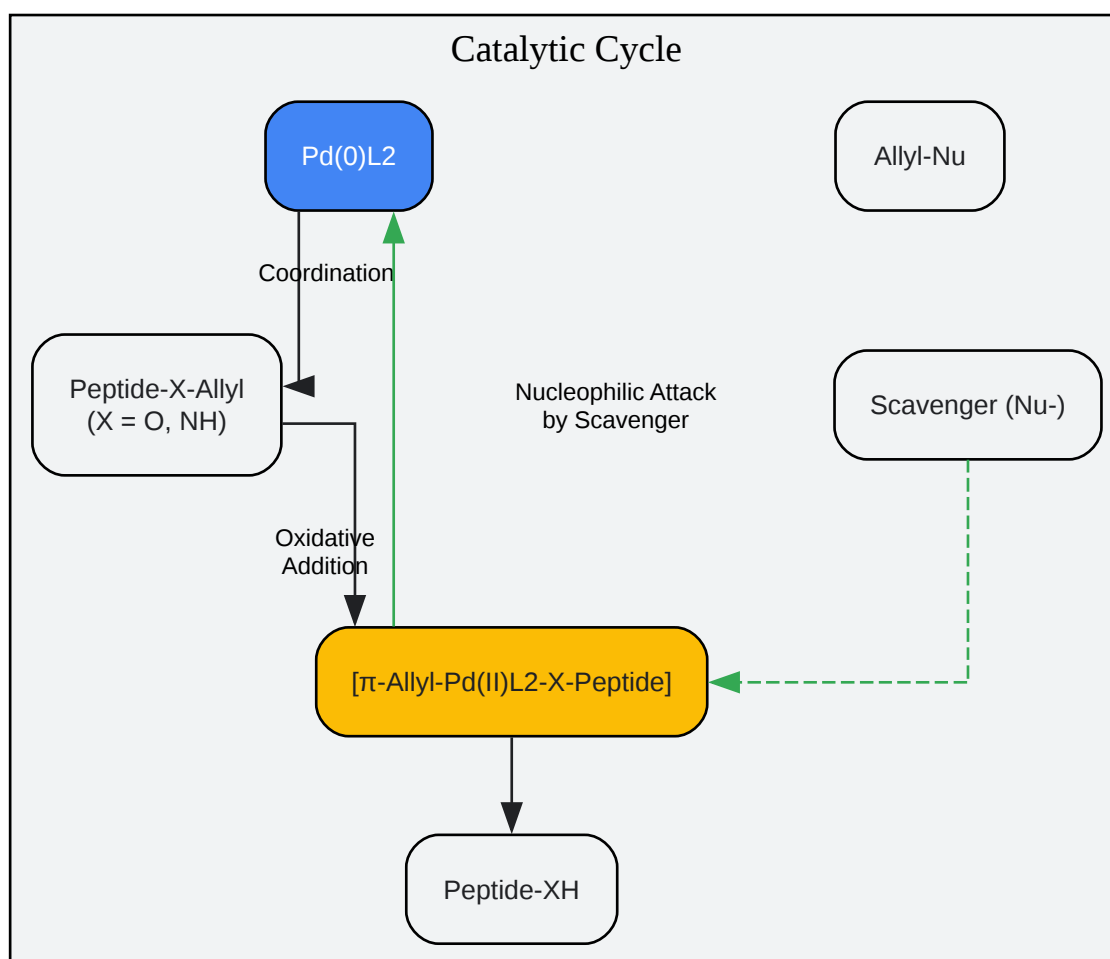 Catalytic Cycle
Pd(0)L2
Allyl-Nu
Coordination
Peptide-X-Allyl
(X = O, NH)
Nucleophilic Attack
by Scavenger
Scavenger (Nu-)
Oxidative
Addition
[π-Allyl-Pd(II)L2-X-Peptide]
Peptide-XH